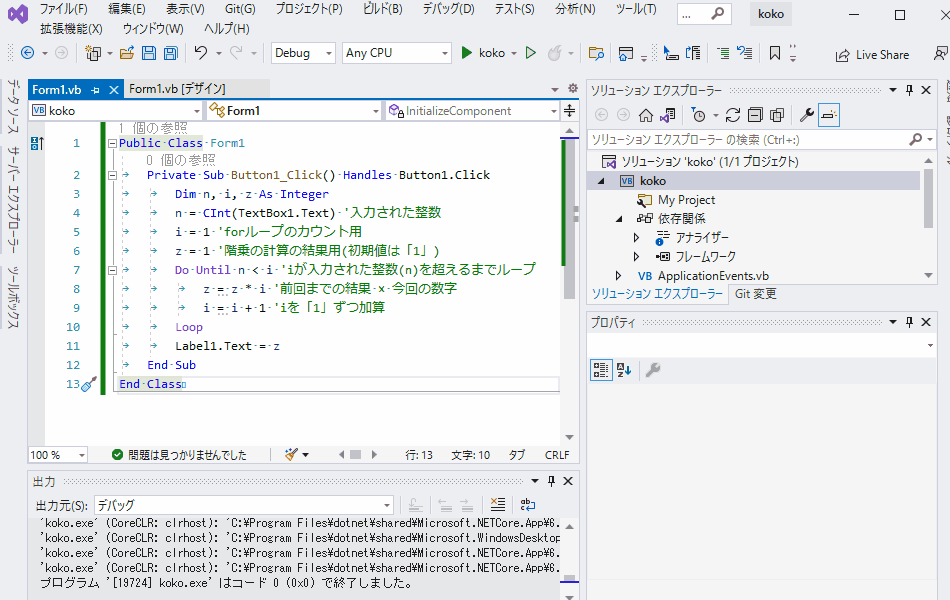 ファイル(F) 編集(E) 表示(V) Git(G) プロジェクト(P) ビルド(B) デバッグ(D) テスト(S) 分析(N) ツール(T) ... koko
拡張機能(X) ウィンドウ(W) ヘルプ(H)
Debug Any CPU koko Live Share
データ ソース
サーバー エクスプローラー
ツールボックス
Form1.vb Form1.vb [デザイン]
VB koko Form1 InitializeComponent
1 個の参照
1 Public Class Form1
0 個の参照
2 Private Sub Button1_Click() Handles Button1.Click
3 Dim n, i, z As Integer
4 n = CInt(TextBox1.Text) '入力された整数
5 i = 1 'forループのカウント用
6 z = 1 '階乗の計算の結果用(初期値は「1」)
7 Do Until n < i 'iが入力された整数(n)を超えるまでループ
8 z = z * i '前回までの結果 x 今回の数字
9 i = i + 1 'iを「1」ずつ加算
10 Loop
11 Label1.Text = z
12 End Sub
13 End Class
100 % 問題は見つかりませんでした 行: 13 文字: 10 タブ CRLF
出力
出力元(S): デバッグ
'koko.exe' (CoreCLR: clrhost): 'C:¥Program Files¥dotnet¥shared¥Microsoft.NETCore.App¥6.
'koko.exe' (CoreCLR: clrhost): 'C:¥Program Files¥dotnet¥shared¥Microsoft.WindowsDesktop
'koko.exe' (CoreCLR: clrhost): 'C:¥Program Files¥dotnet¥shared¥Microsoft.NETCore.App¥6.
'koko.exe' (CoreCLR: clrhost): 'C:¥Program Files¥dotnet¥shared¥Microsoft.NETCore.App¥6.
プログラム '[19724] koko.exe' はコード 0 (0x0) で終了しました。
ソリューション エクスプローラー
ソリューション エクスプローラー の検索 (Ctrl+:)
ソリューション 'koko' (1/1 プロジェクト)
VB koko
My Project
依存関係
アナライザー
フレームワーク
VB ApplicationEvents.vb
ソリューション エクスプローラー Git 変更
プロパティ